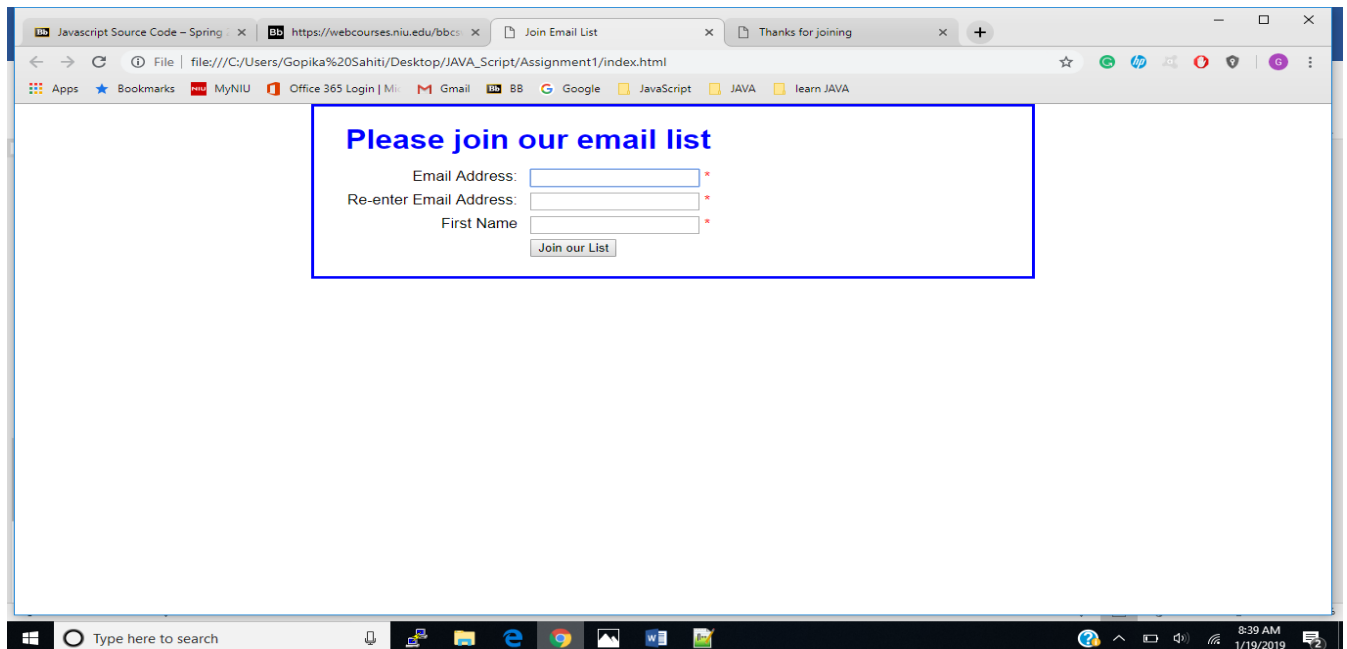 Javascript Source Code – Spring
https://webcourses.niu.edu/bbcs
Join Email List
Thanks for joining
File | file:///C:/Users/Gopika%20Sahiti/Desktop/JAVA_Script/Assignment1/index.html
Apps Bookmarks NIU MyNIU Office 365 Login | Mi Gmail Bb BB Google JavaScript JAVA learn JAVA
Please join our email list
Email Address: *
Re-enter Email Address: *
First Name *
Join our List
Type here to search
8:39 AM
1/19/2019